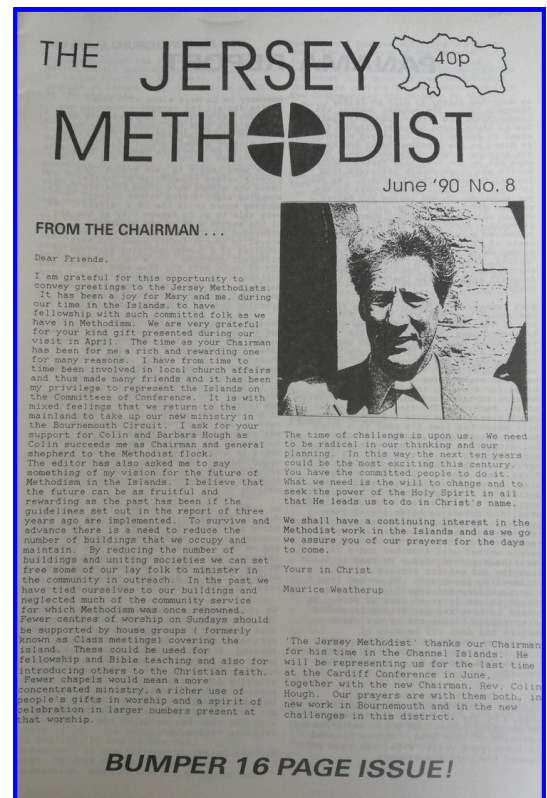 THE JERSEY
40p
METHODIST
June '90 No. 8
FROM THE CHAIRMAN ...
Dear Friends,
I am grateful for this opportunity to
convey greetings to the Jersey Methodists.
It has been a joy for Mary and me, during
our time in the Islands, to have
fellowship with such committed folk as we
have in Methodism. We are very grateful
for your kind gift presented during our
visit in April. The time as your Chairman
has been for me a rich and rewarding one
for many reasons. I have from time to
time been involved in local church affairs
and thus made many friends and it has been
my privilege to represent the Islands on
the Committees of Conference. It is with
mixed feelings that we return to the
mainland to take up our new ministry in
the Bournemouth Circuit. I ask for your
support for Colin and Barbara Hough as
Colin succeeds me as Chairman and general
shepherd to the Methodist flock.
The editor has also asked me to say
something of my vision for the future of
Methodism in the Islands. I believe that
the future can be as fruitful and
rewarding as the past has been if the
guidelines set out in the report of three
years ago are implemented. To survive and
advance there is a need to reduce the
number of buildings that we occupy and
maintain. By reducing the number of
buildings and uniting societies we can set
free some of our lay folk to minister in
the community in outreach. In the past we
have tied ourselves to our buildings and
neglected much of the community service
for which Methodism was once renowned.
Fewer centres of worship on Sundays should
be supported by house groups ( formerly
known as Class meetings) covering the
island. These could be used for
fellowship and Bible teaching and also for
introducing others to the Christian faith.
Fewer chapels would mean a more
concentrated ministry, a richer use of
people's gifts in worship and a spirit of
celebration in larger numbers present at
that worship.
The time of challenge is upon us. We need
to be radical in our thinking and our
planning. In this way the next ten years
could be the most exciting this century.
You have the committed people to do it.
What we need is the will to change and to
seek the power of the Holy Spirit in all
that He leads us to do in Christ's name.
We shall have a continuing interest in the
Methodist work in the Islands and as we go
we assure you of our prayers for the days
to come.
Yours in Christ
Maurice Weatherup
'The Jersey Methodist' thanks our Chairman
for his time in the Channel Islands. He
will be representing us for the last time
at the Cardiff Conference in June,
together with the new Chairman, Rev. Colin
Hough. Our prayers are with them both, in
new work in Bournemouth and in the new
challenges in this district.
BUMPER 16 PAGE ISSUE!